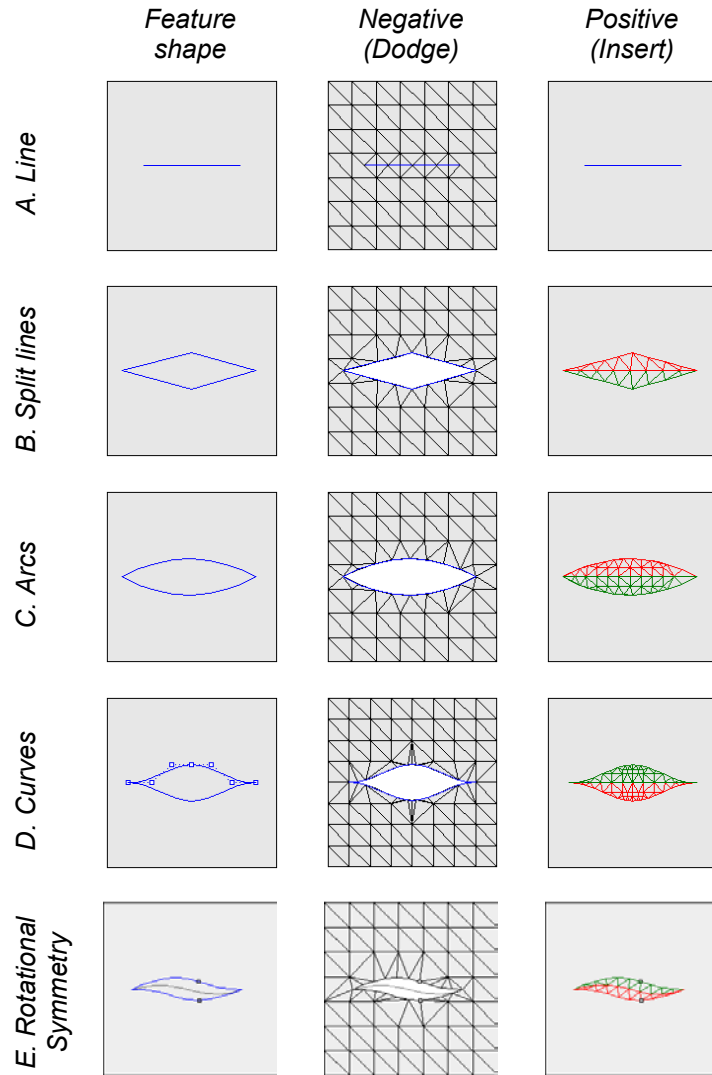 Feature
shape
Negative
(Dodge)
Positive
(Insert)
A. Line
B. Split lines
C. Arcs
D. Curves
E. Rotational
Symmetry